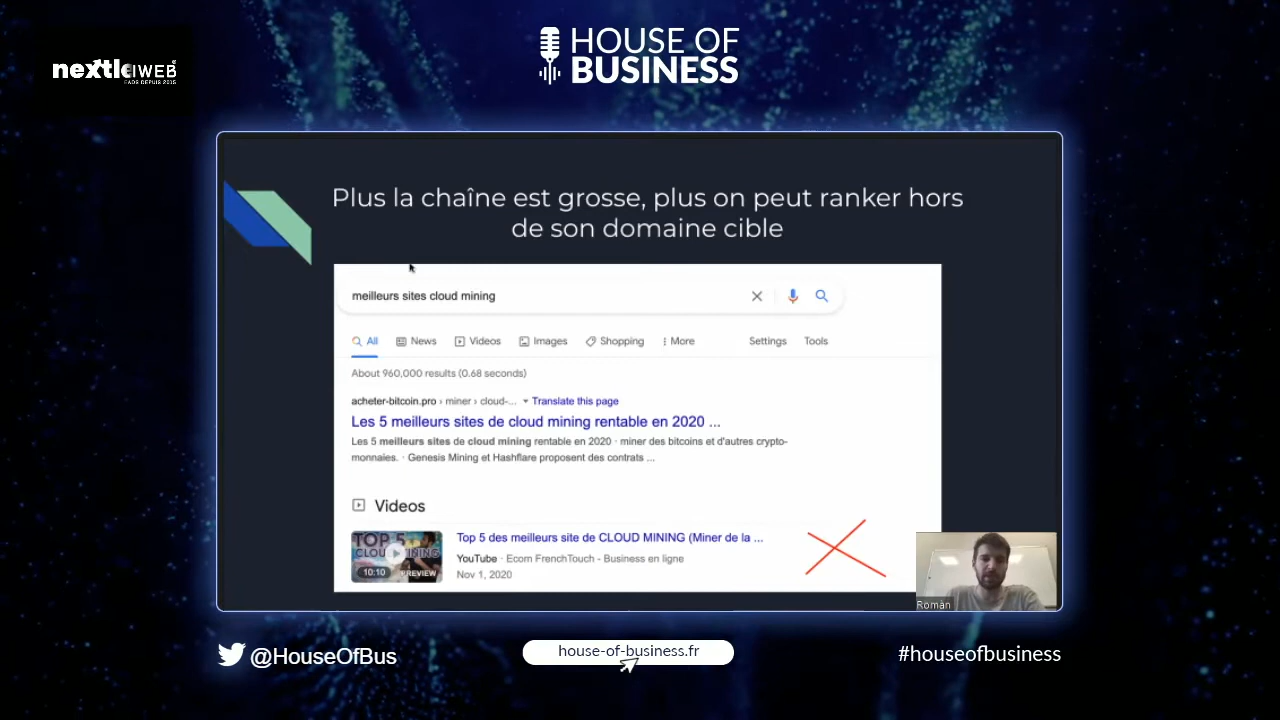 HOUSE OF
BUSINESS
Plus la chaîne est grosse, plus on peut ranker hors
de son domaine cible
meilleurs sites cloud mining
All News Videos Images Shopping More Settings Tools
About 960,000 results (0.68 seconds)
acheter-bitcoin.pro › miner › cloud-... Translate this page
Les 5 meilleurs sites de cloud mining rentable en 2020 ...
Les 5 meilleurs sites de cloud mining rentable en 2020 · miner des bitcoins et d'autres crypto-
monnaies. · Genesis Mining et Hashflare proposent des contrats ...
Videos
TOP 5
CLOUD MINING
10:10 PREVIEW
Top 5 des meilleurs site de CLOUD MINING (Miner de la ...
YouTube · Ecom FrenchTouch - Business en ligne
Nov 1, 2020
Romàn
@HouseOfBus
house-of-business.fr
#houseofbusiness